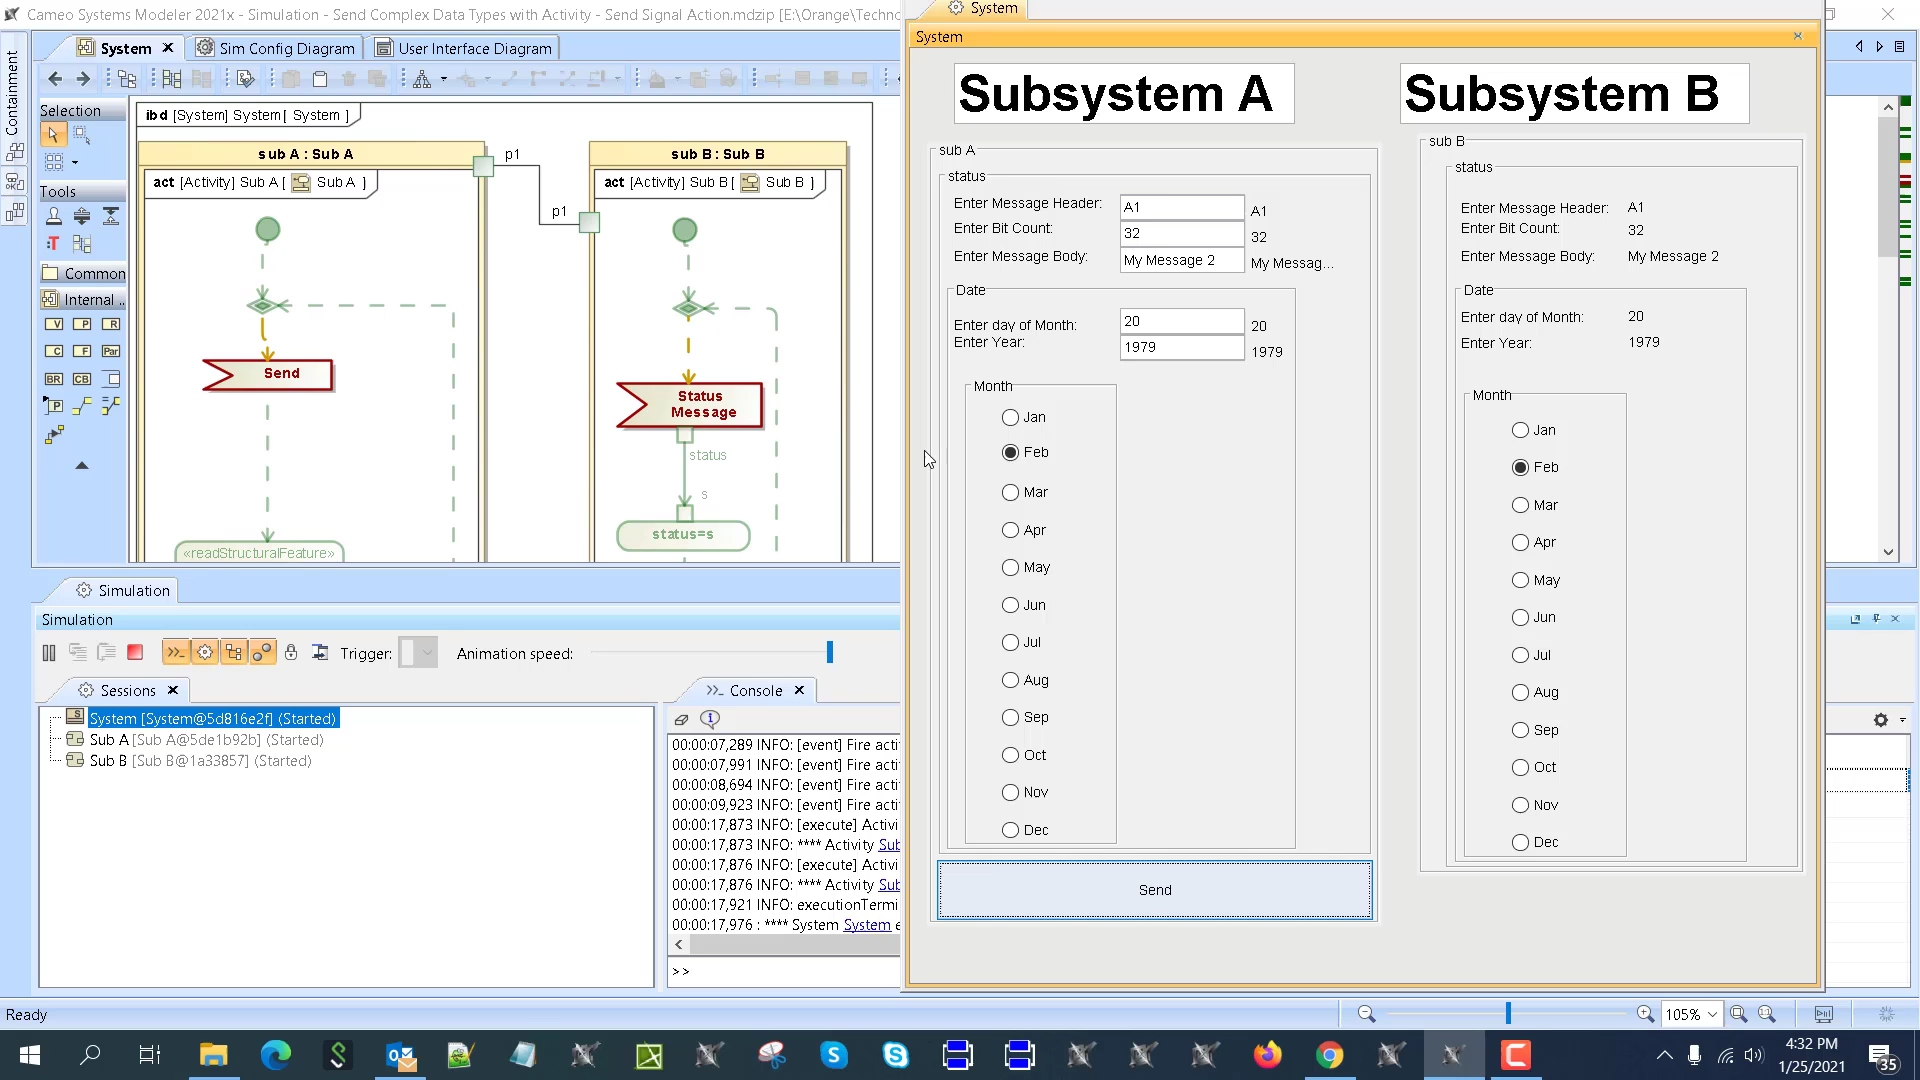 Cameo Systems Modeler 2021x - Simulation - Send Complex Data Types with Activity - Send Signal Action.mdzip [E:\Orange\Techno
Containment
System
Sim Config Diagram
User Interface Diagram
Selection
Tools
Common
Internal ..
V P R
C F Par
BR CB
P
ibd [System] System[ System ]
sub A : Sub A
act [Activity] Sub A [ Sub A ]
p1
p1
Send
«readStructuralFeature»
sub B : Sub B
act [Activity] Sub B [ Sub B ]
Status
Message
status
s
status=s
Simulation
Simulation
Trigger:
Animation speed:
Sessions
System [System@5d816e2f] (Started)
Sub A [Sub A@5de1b92b] (Started)
Sub B [Sub B@1a33857] (Started)
Console
00:00:07,289 INFO: [event] Fire acti
00:00:07,991 INFO: [event] Fire acti
00:00:08,694 INFO: [event] Fire acti
00:00:09,923 INFO: [event] Fire acti
00:00:17,873 INFO: [execute] Activi
00:00:17,873 INFO: **** Activity Sub
00:00:17,876 INFO: [execute] Activi
00:00:17,876 INFO: **** Activity Sub
00:00:17,921 INFO: executionTermi
00:00:17,976 : **** System System e
>>
System
System
Subsystem A
sub A
status
Enter Message Header: A1 A1
Enter Bit Count: 32 32
Enter Message Body: My Message 2 My Messag...
Date
Enter day of Month: 20 20
Enter Year: 1979 1979
Month
Jan
Feb
Mar
Apr
May
Jun
Jul
Aug
Sep
Oct
Nov
Dec
Send
Subsystem B
sub B
status
Enter Message Header: A1
Enter Bit Count: 32
Enter Message Body: My Message 2
Date
Enter day of Month: 20
Enter Year: 1979
Month
Jan
Feb
Mar
Apr
May
Jun
Jul
Aug
Sep
Oct
Nov
Dec
Ready
105%
4:32 PM
1/25/2021
35